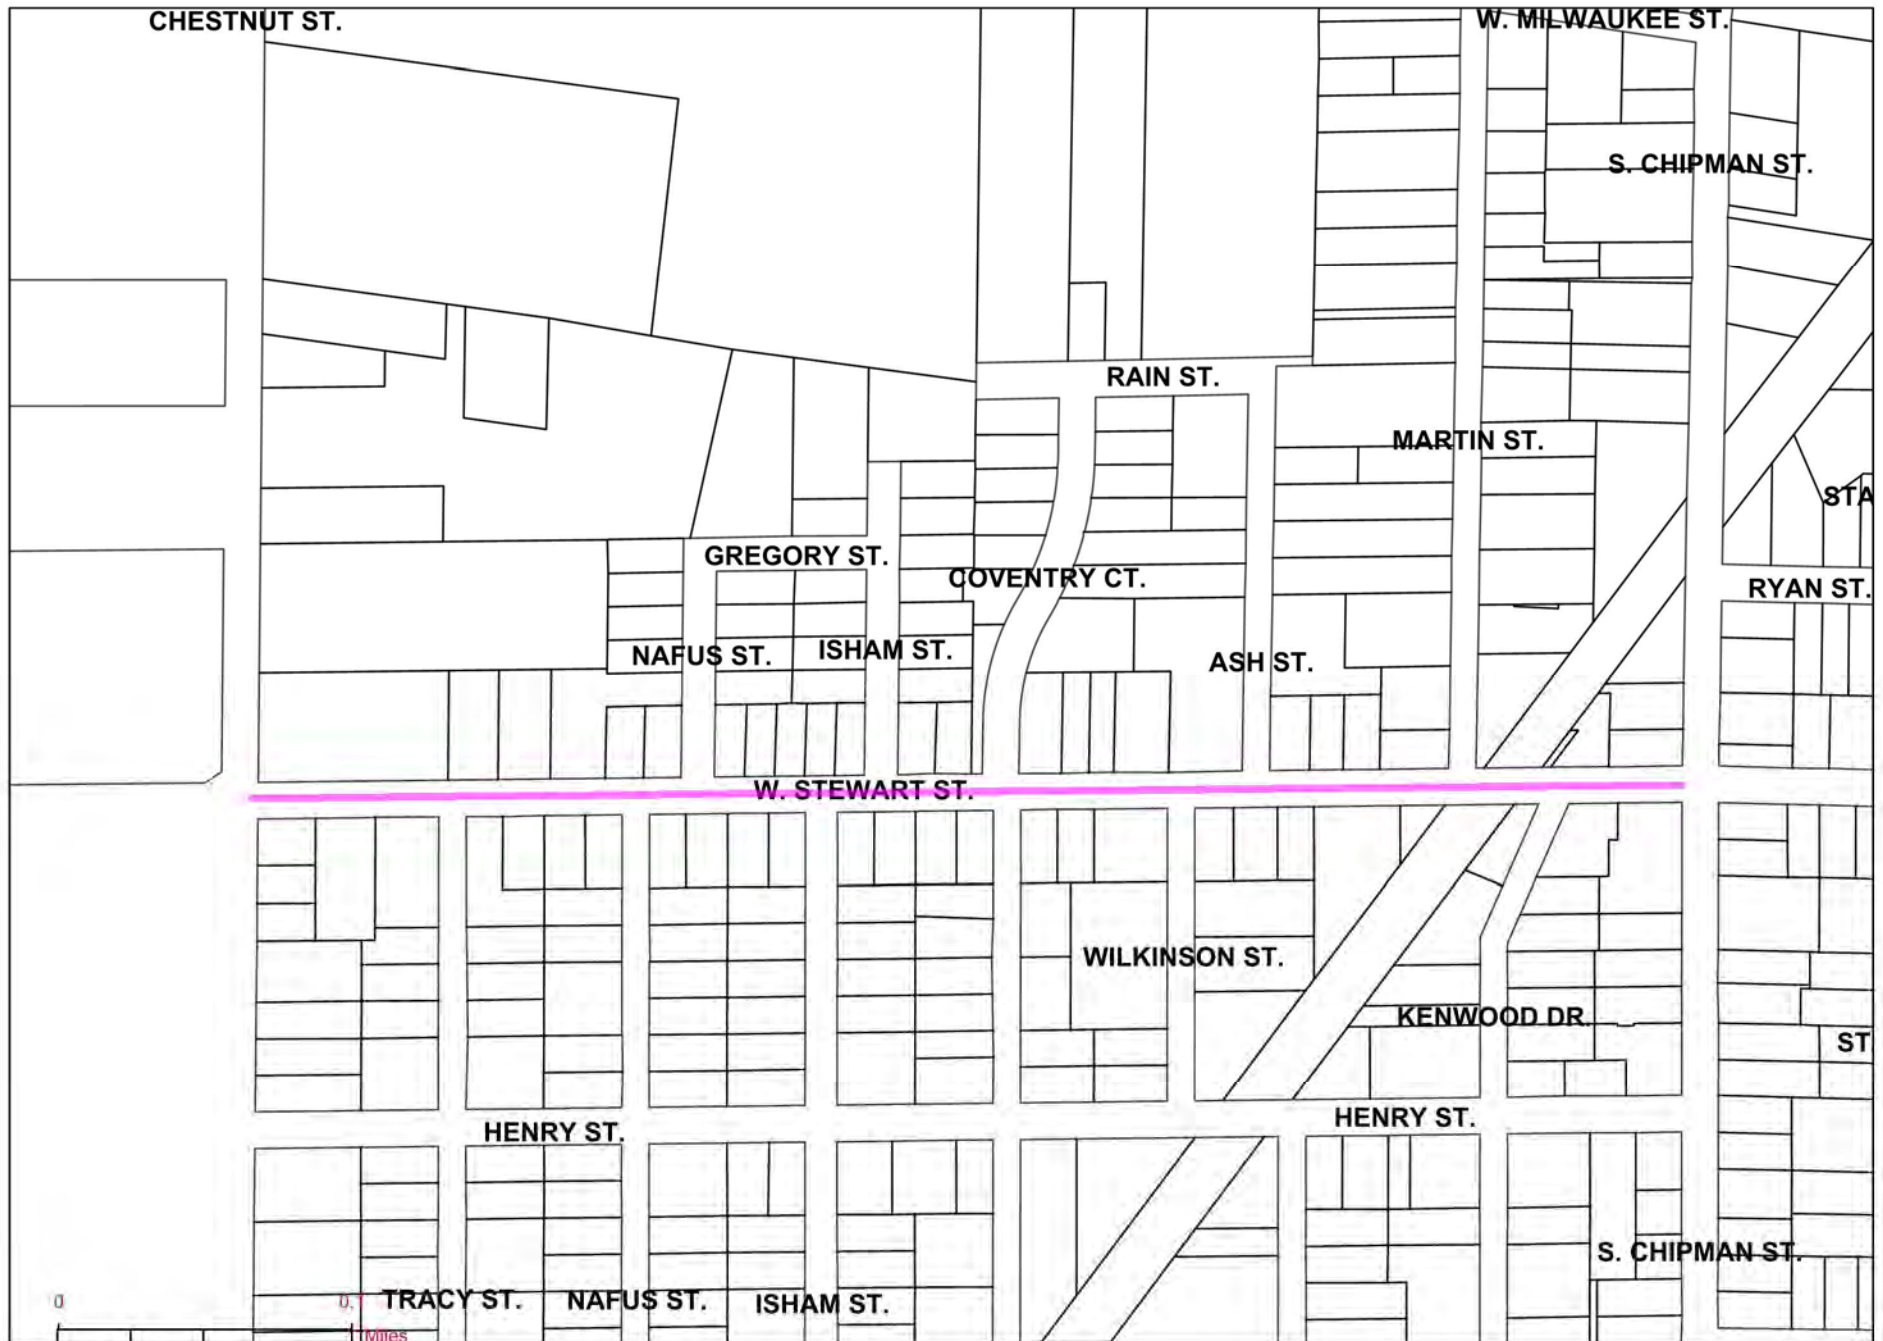 CHESTNUT ST.
W. MILWAUKEE ST.
S. CHIPMAN ST.
RAIN ST.
MARTIN ST.
STA
GREGORY ST.
COVENTRY CT.
RYAN ST.
NAFUS ST.
ISHAM ST.
ASH ST.
W. STEWART ST.
WILKINSON ST.
KENWOOD DR.
ST
HENRY ST.
HENRY ST.
S. CHIPMAN ST.
0
0.1
TRACY ST.
NAFUS ST.
ISHAM ST.
Miles